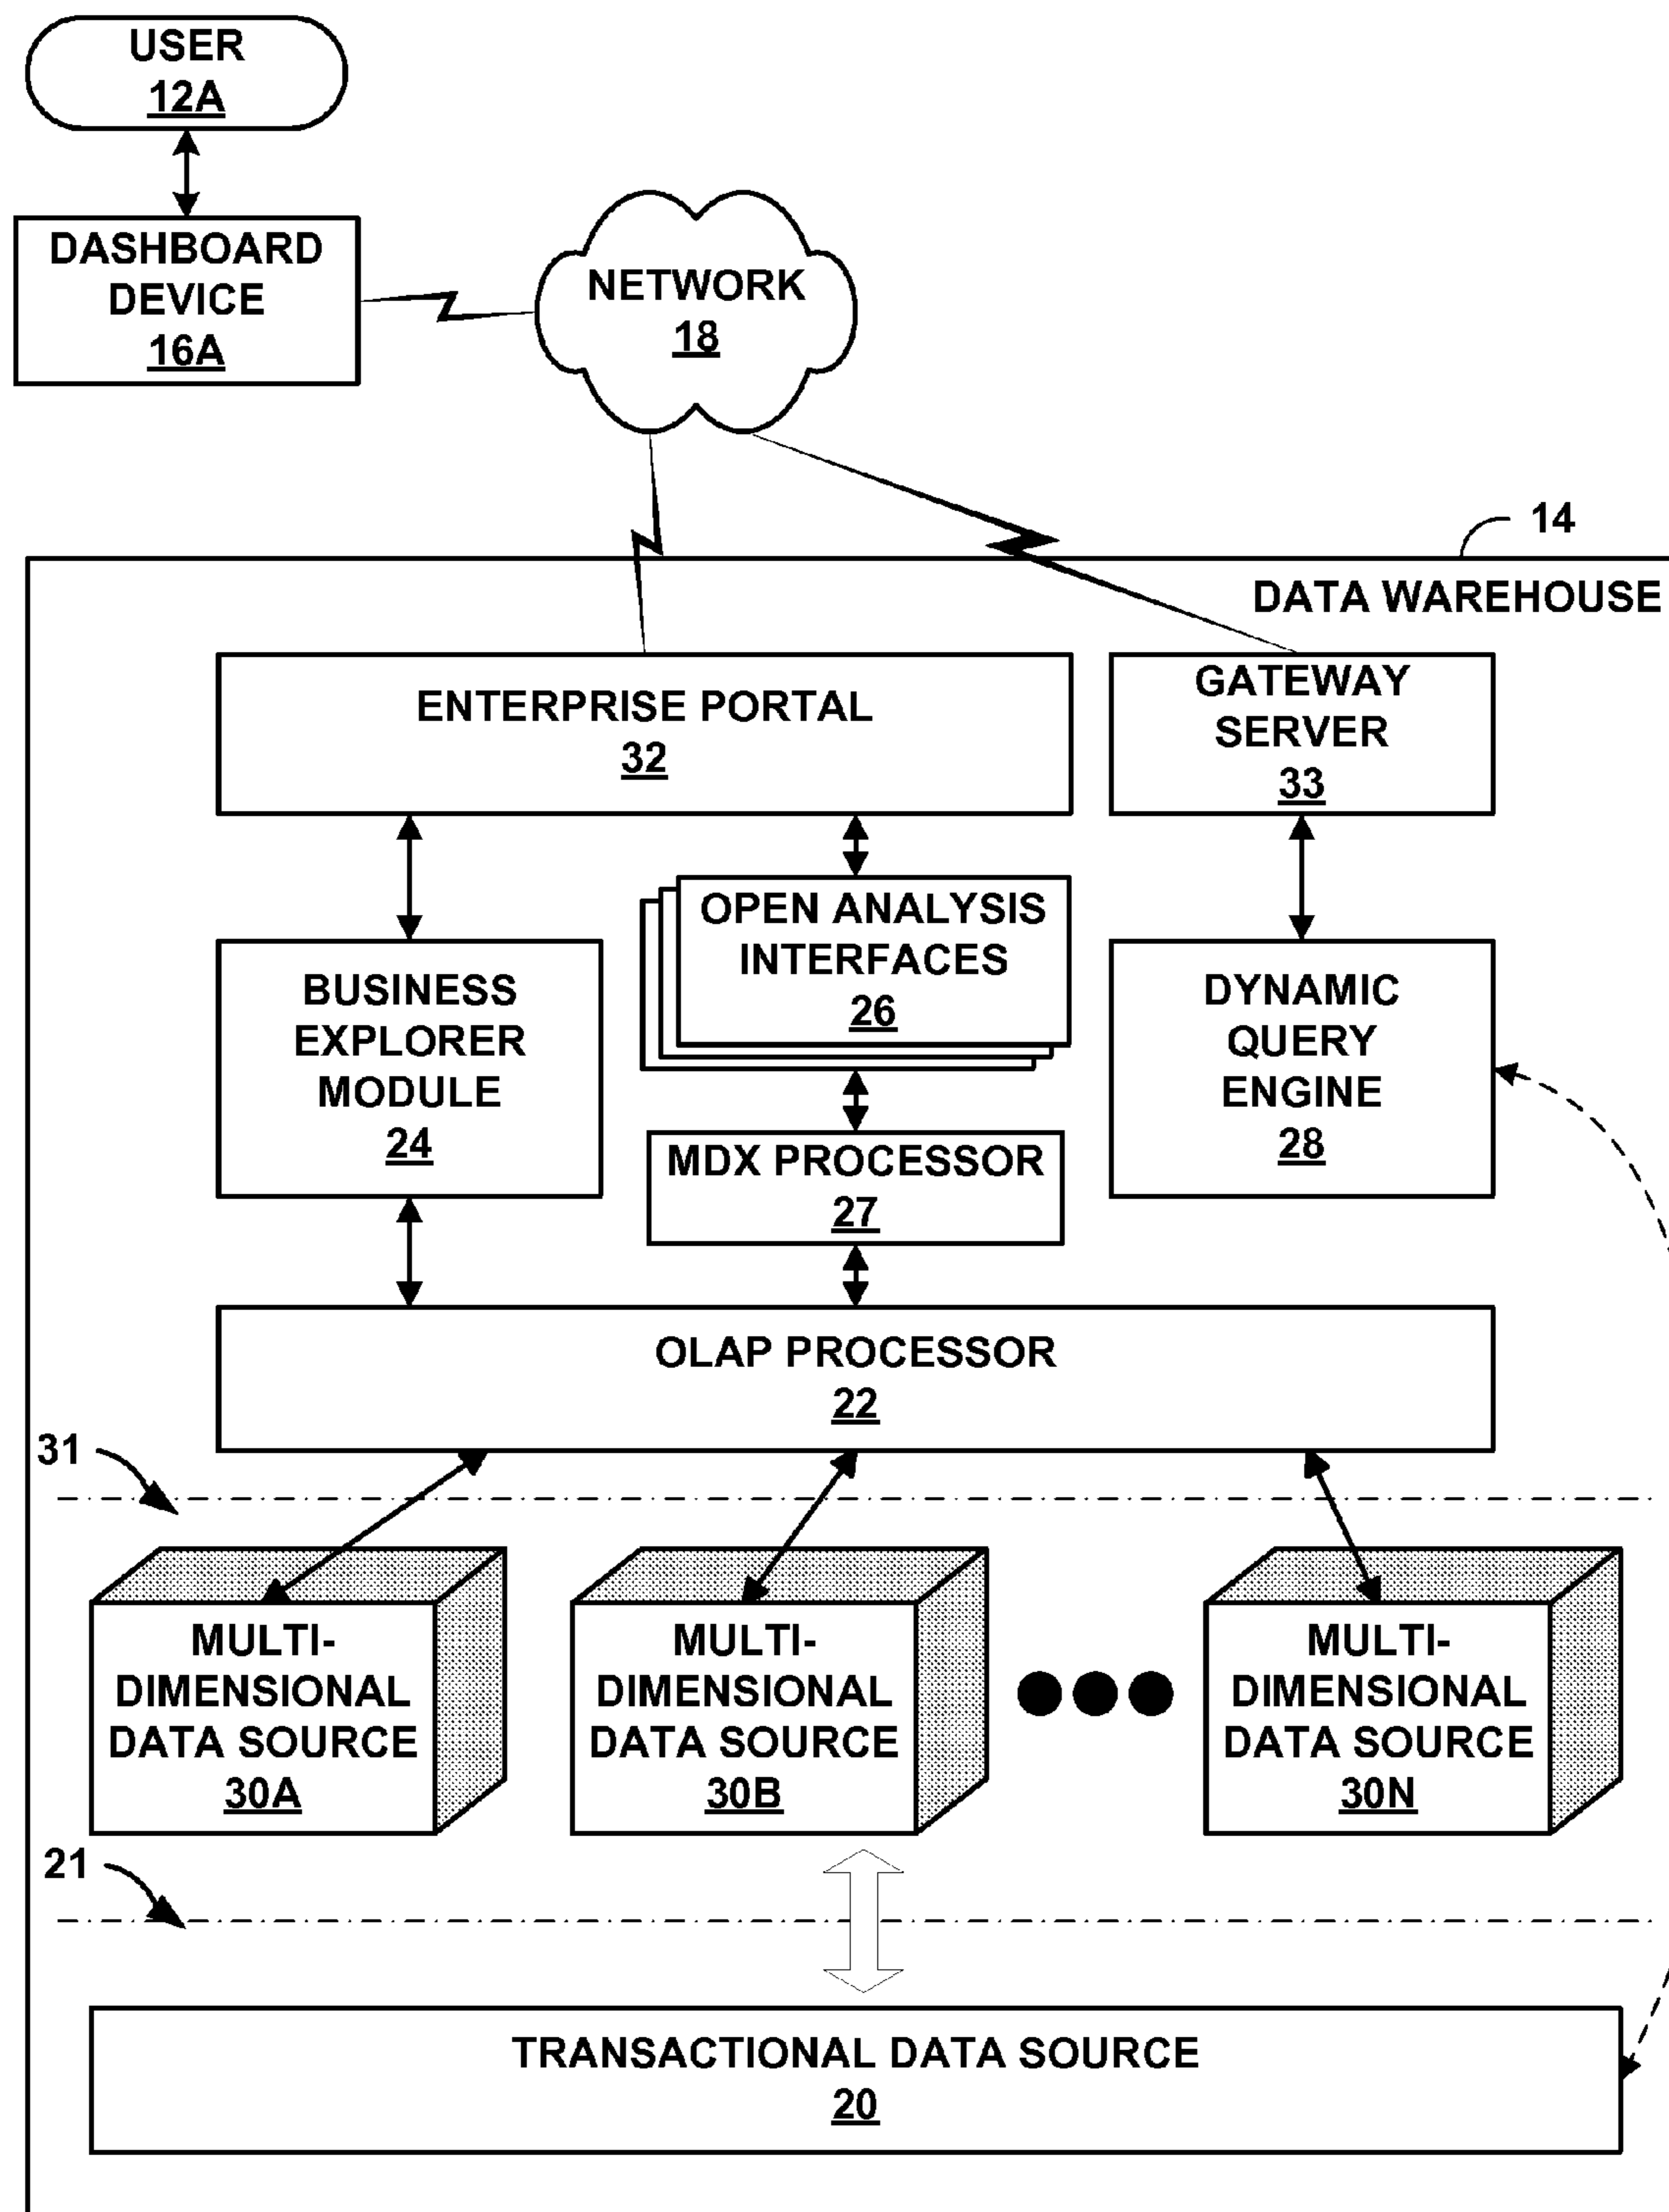 USER
12A
DASHBOARD
DEVICE
16A
NETWORK
18
14
DATA WAREHOUSE
ENTERPRISE PORTAL
32
GATEWAY
SERVER
33
OPEN ANALYSIS
INTERFACES
26
BUSINESS
EXPLORER
MODULE
24
DYNAMIC
QUERY
ENGINE
28
MDX PROCESSOR
27
OLAP PROCESSOR
22
31
MULTI-
DIMENSIONAL
DATA SOURCE
30A
MULTI-
DIMENSIONAL
DATA SOURCE
30B
MULTI-
DIMENSIONAL
DATA SOURCE
30N
21
TRANSACTIONAL DATA SOURCE
20